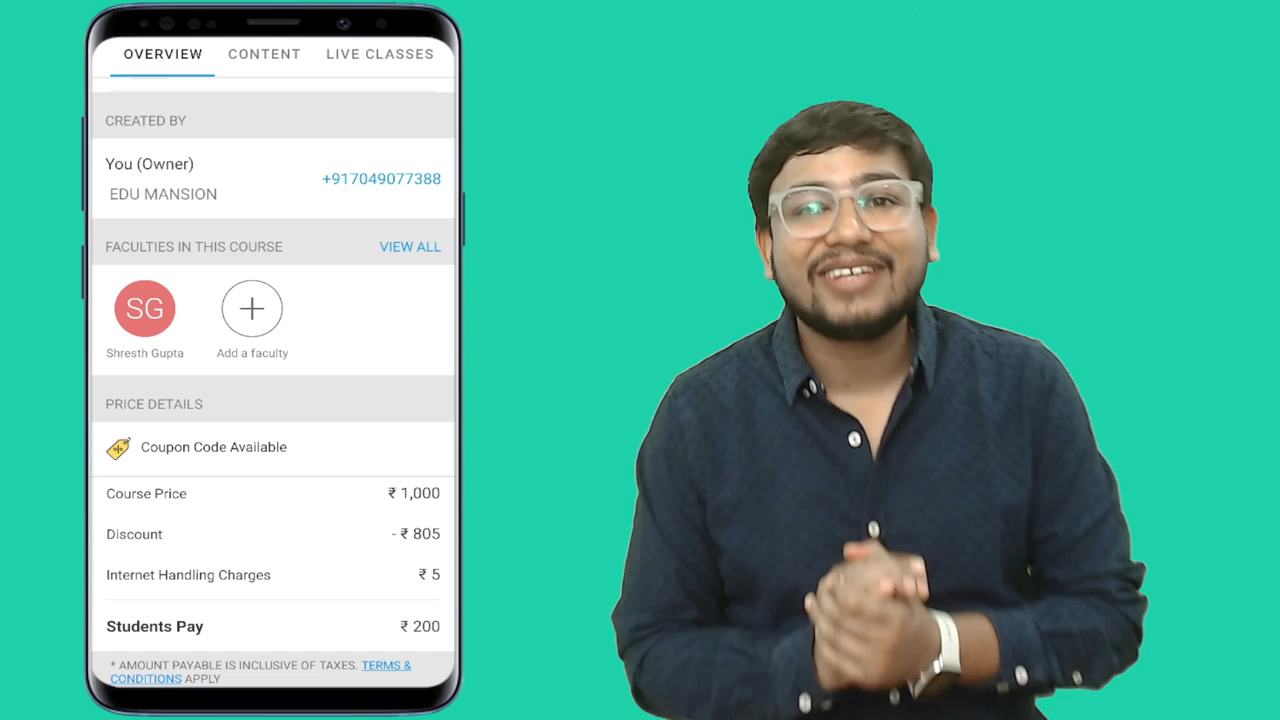 OVERVIEW CONTENT LIVE CLASSES
CREATED BY
You (Owner)
+917049077388
EDU MANSION
FACULTIES IN THIS COURSE VIEW ALL
SG
Shresth Gupta Add a faculty
PRICE DETAILS
Coupon Code Available
Course Price ₹ 1,000
Discount - ₹ 805
Internet Handling Charges ₹ 5
Students Pay ₹ 200
* AMOUNT PAYABLE IS INCLUSIVE OF TAXES. TERMS &
CONDITIONS APPLY